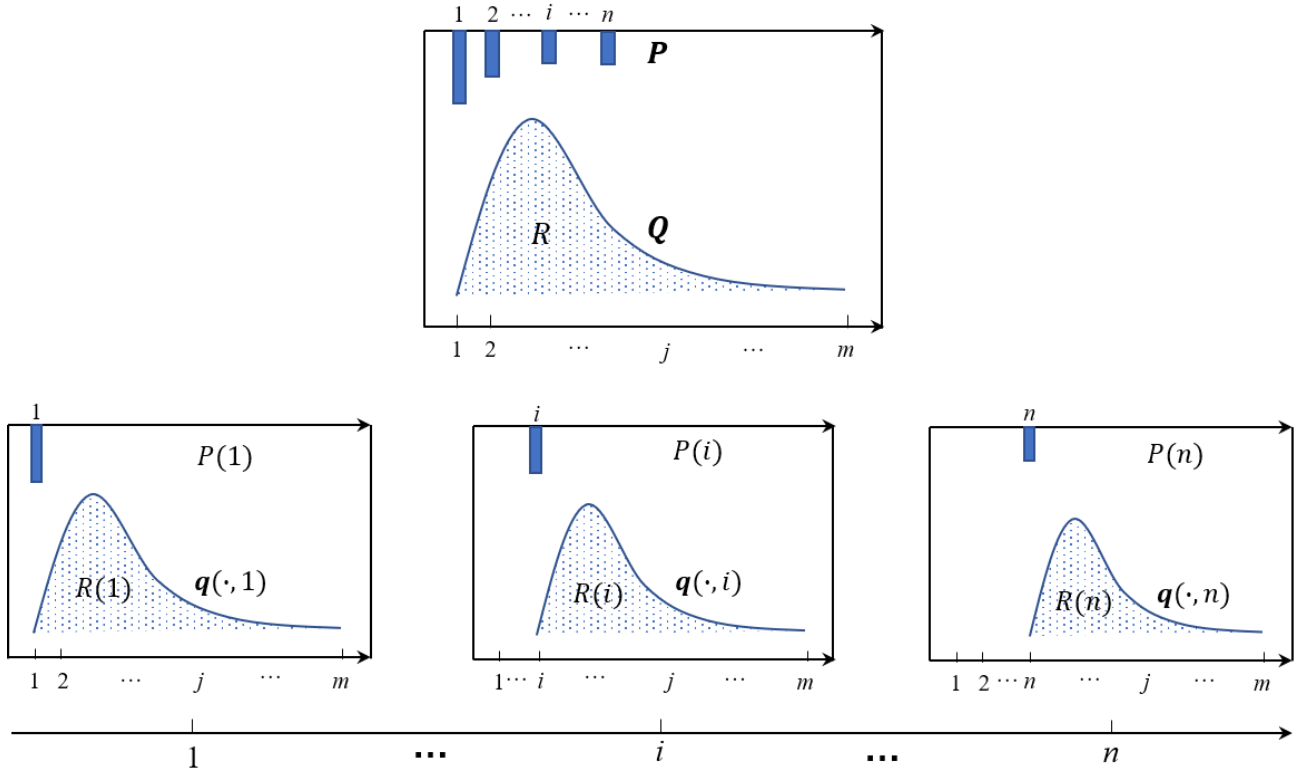 1 2 ⋯ i ⋯ n
P
R Q
1 2 ⋯ j ⋯ m
1
P(1)
R(1) q(·,1)
1 2 ⋯ j ⋯ m
i
P(i)
R(i) q(·,i)
1 ⋯ i ⋯ j ⋯ m
n
P(n)
R(n) q(·,n)
1 2 ⋯ n ⋯ j ⋯ m
1 ⋯ i ⋯ n